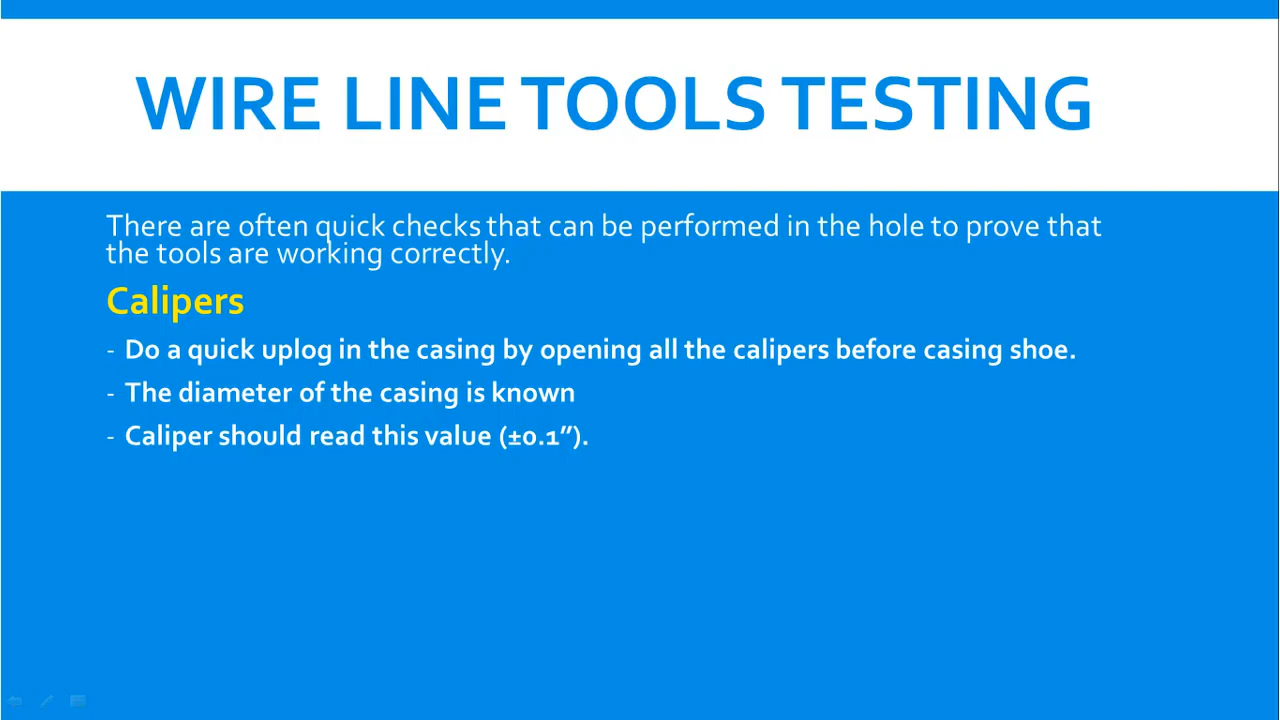 WIRE LINE TOOLS TESTING
There are often quick checks that can be performed in the hole to prove that
the tools are working correctly.
Calipers
- Do a quick uplog in the casing by opening all the calipers before casing shoe.
- The diameter of the casing is known
- Caliper should read this value (±0.1”).